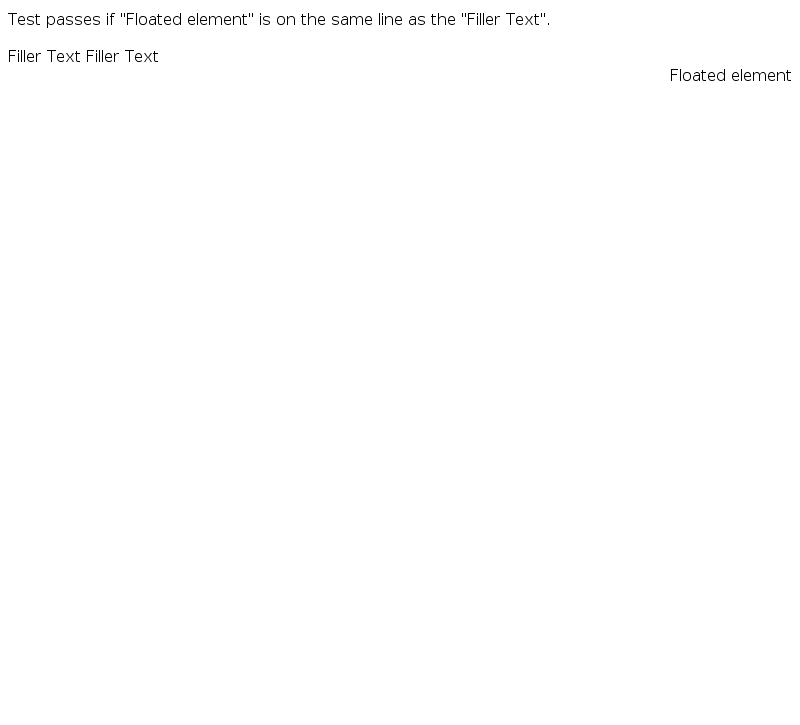 Test passes if "Floated element" is on the same line as the "Filler Text".
Filler Text Filler Text
Floated element